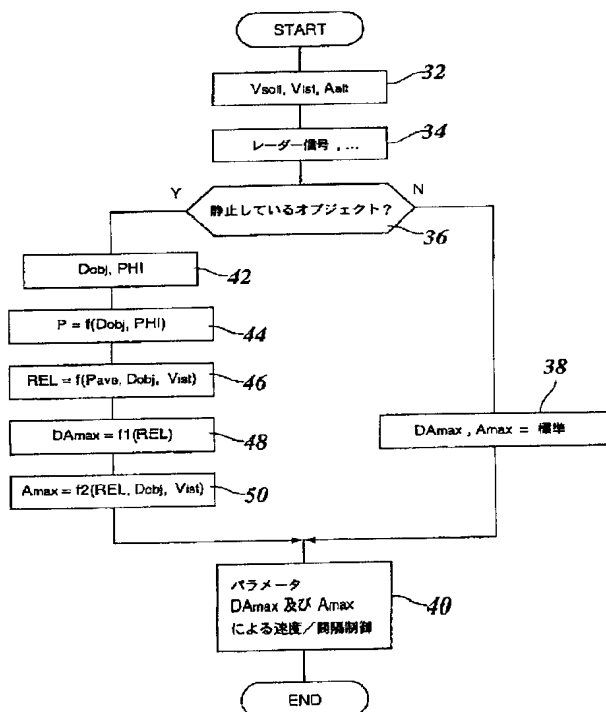 START
Vsoll, Vist, Aalt
32
レーダー信号 , ...
34
Y
N
静止しているオブジェクト？
36
Dobj, PHI
42
P = f(Dobj, PHI)
44
REL = f(Pave, Dobj, Vist)
46
38
DAmax = f1(REL)
48
DAmax , Amax = 標準
Amax = f2(REL, Dobj, Vist)
50
パラメータ
DAmax 及び Amax
による速度／間隔制御
40
END